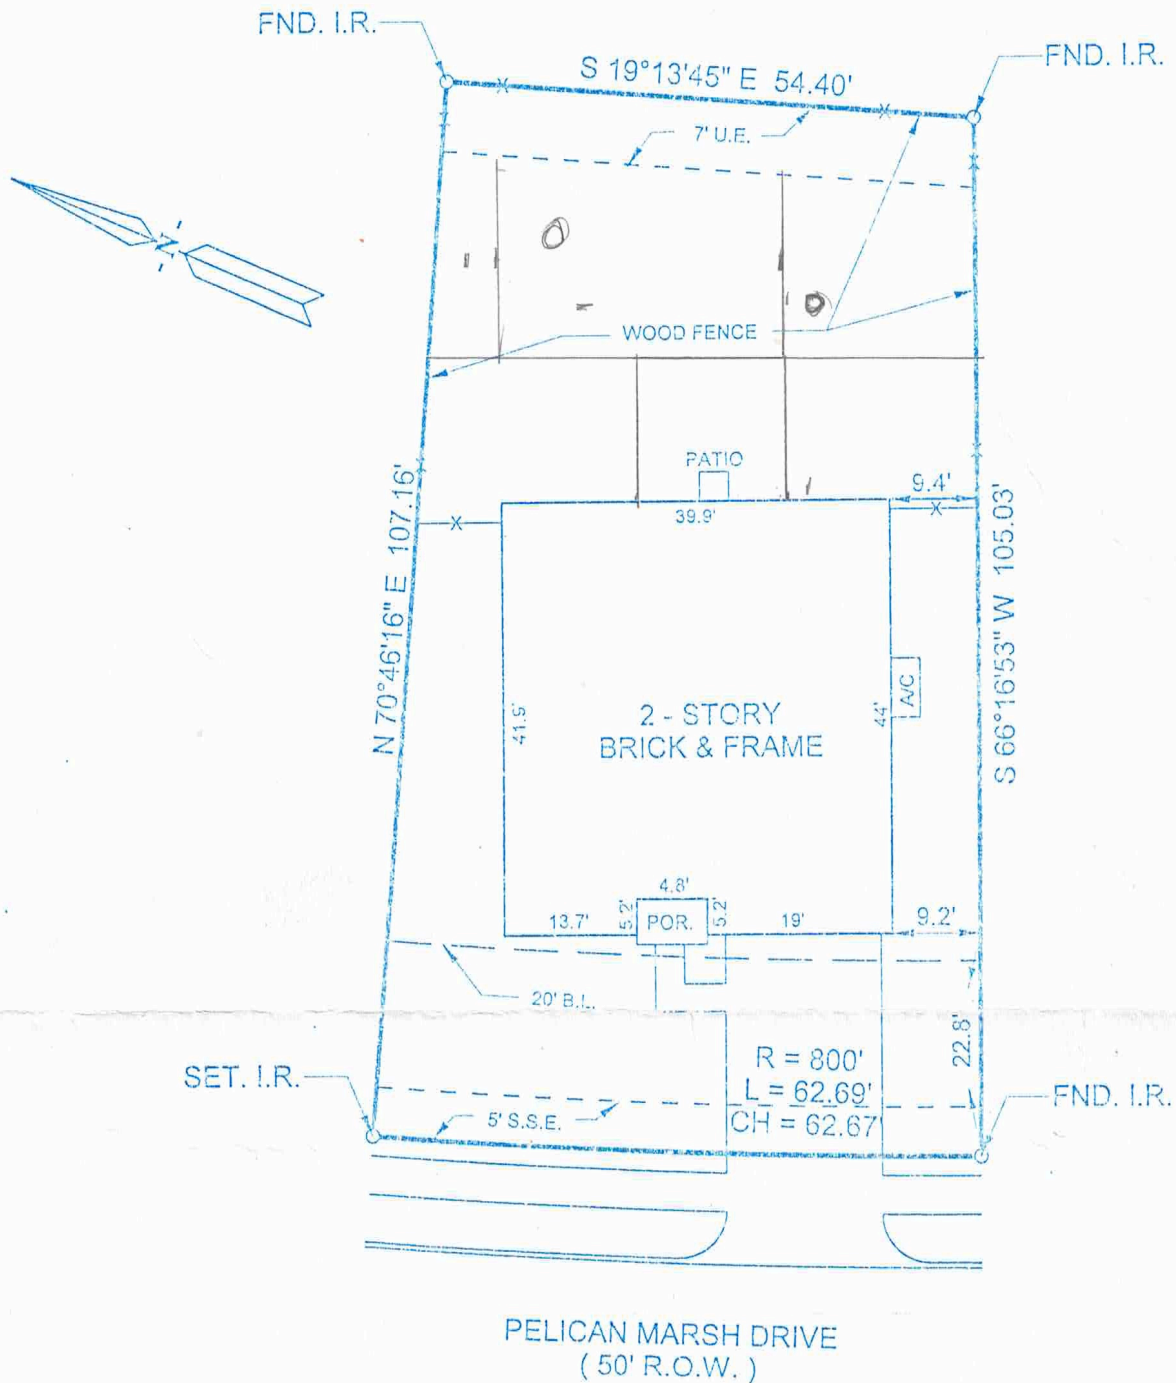 FND. I.R.
S 19°13'45" E 54.40'
FND. I.R.
7' U.E.
N
WOOD FENCE
PATIO
9.4'
39.9'
N 70°46'16" E 107.16'
S 66°16'53" W 105.03'
41.9'
2 - STORY
BRICK & FRAME
44'
A/C
4.8'
13.7'
5.2'
POR.
5.2'
19'
9.2'
20' B.L.
22.8'
R = 800'
L = 62.69'
CH = 62.67'
SET. I.R.
5' S.S.E.
FND. I.R.
PELICAN MARSH DRIVE
( 50' R.O.W. )